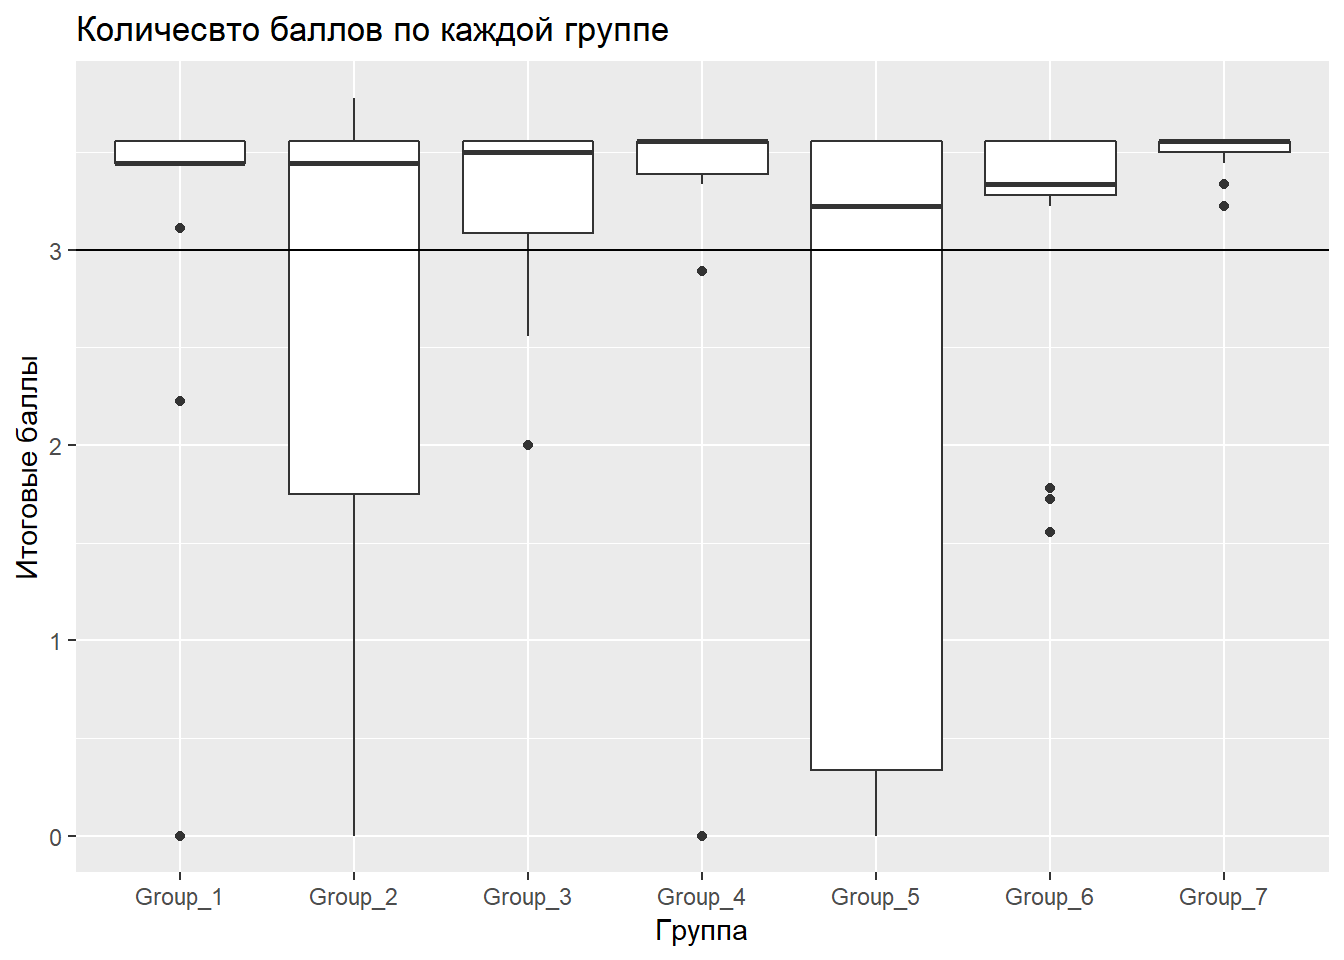 Количесвто баллов по каждой группе
Итоговые баллы
3
2
1
0
Group_1 Group_2 Group_3 Group_4 Group_5 Group_6 Group_7
Группа